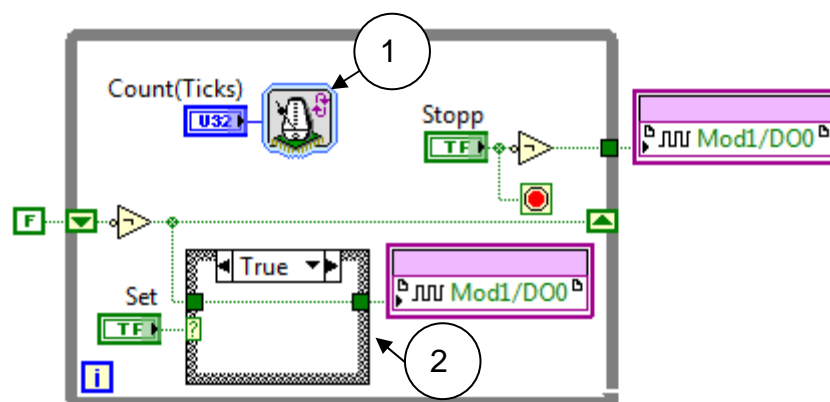 1
Count(Ticks)
U32
Stopp
TF
Mod1/DO0
F
True
Mod1/DO0
Set
TF
?
2
i